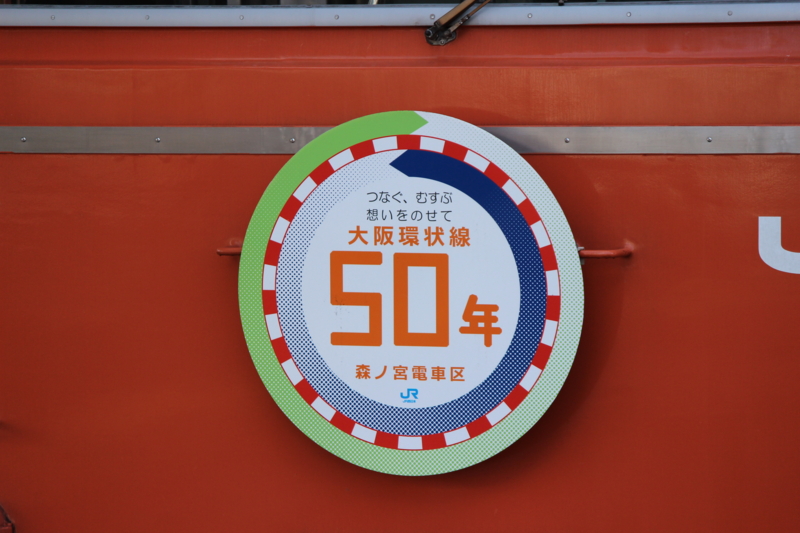 つなぐ、むすぶ
想いをのせて
大阪環状線
50年
森ノ宮電車区
JR